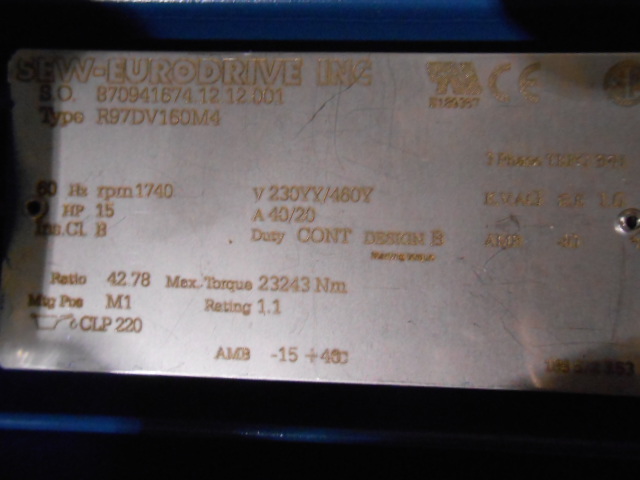 SEW-EURODRIVE INC
S.O. 870941674.12 12.001
Type R97DV160M4
60 Hz rpm 1740 V 230YY/460Y
HP 15 A 40/20
Ins.Cl. B Duty CONT DESIGN B AMB 40
Ratio 42.78 Max. Torque 23243 Nm
Mtg Pos M1 Rating 1.1
CLP 220
AMB -15 +40C